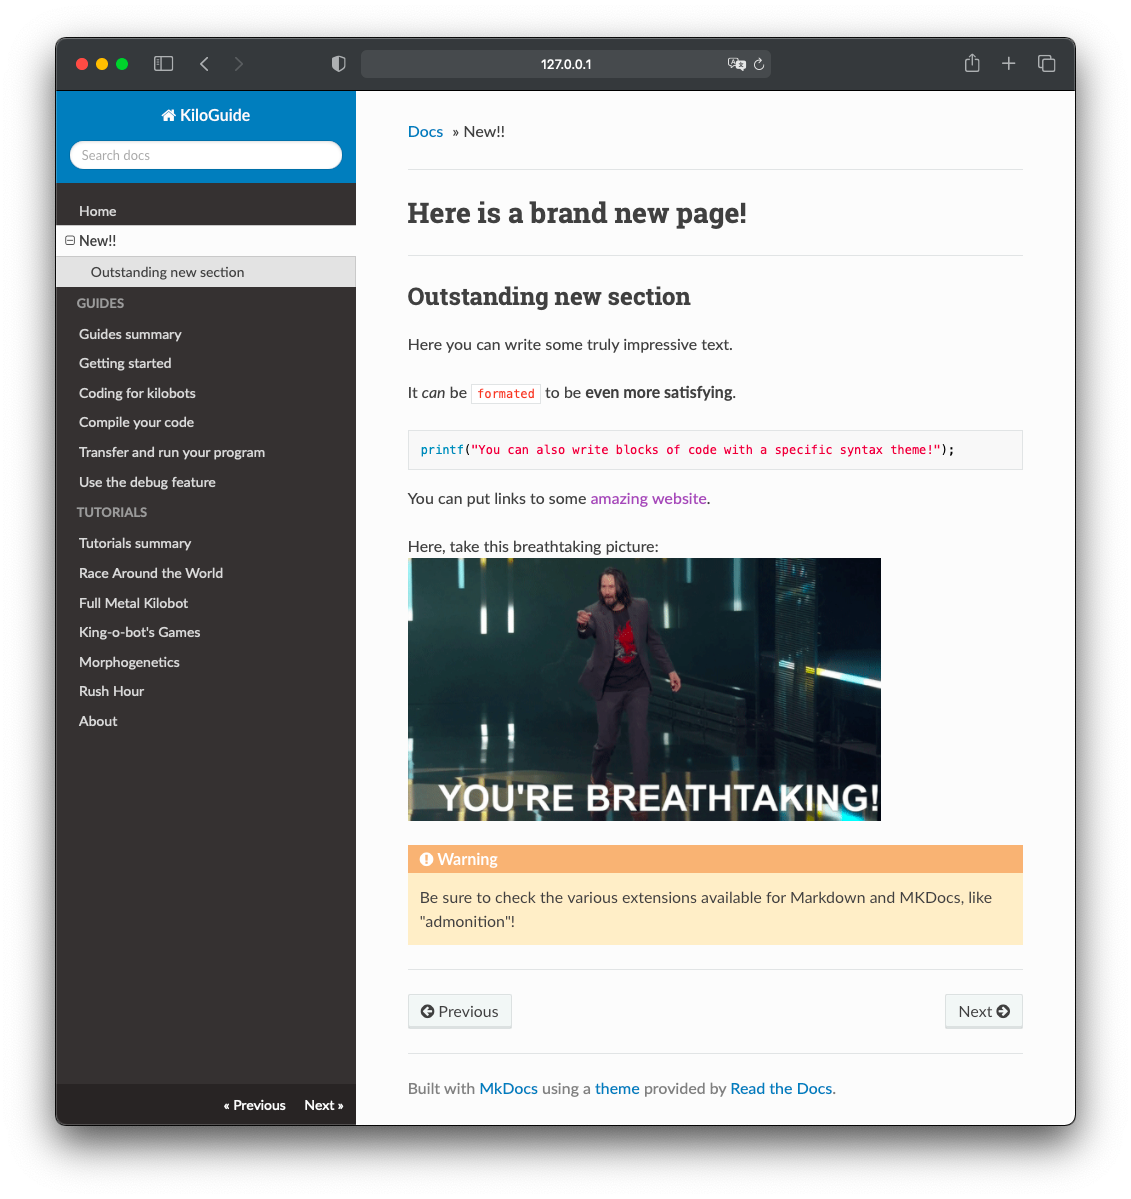 127.0.0.1
KiloGuide
Search docs
Home
New!!
Outstanding new section
GUIDES
Guides summary
Getting started
Coding for kilobots
Compile your code
Transfer and run your program
Use the debug feature
TUTORIALS
Tutorials summary
Race Around the World
Full Metal Kilobot
King-o-bot's Games
Morphogenetics
Rush Hour
About
« Previous Next »
Docs » New!!
Here is a brand new page!
Outstanding new section
Here you can write some truly impressive text.
It can be formated to be even more satisfying.
printf("You can also write blocks of code with a specific syntax theme!");
You can put links to some amazing website.
Here, take this breathtaking picture:
YOU'RE BREATHTAKING!
Warning
Be sure to check the various extensions available for Markdown and MKDocs, like
"admonition"!
Previous Next
Built with MkDocs using a theme provided by Read the Docs.